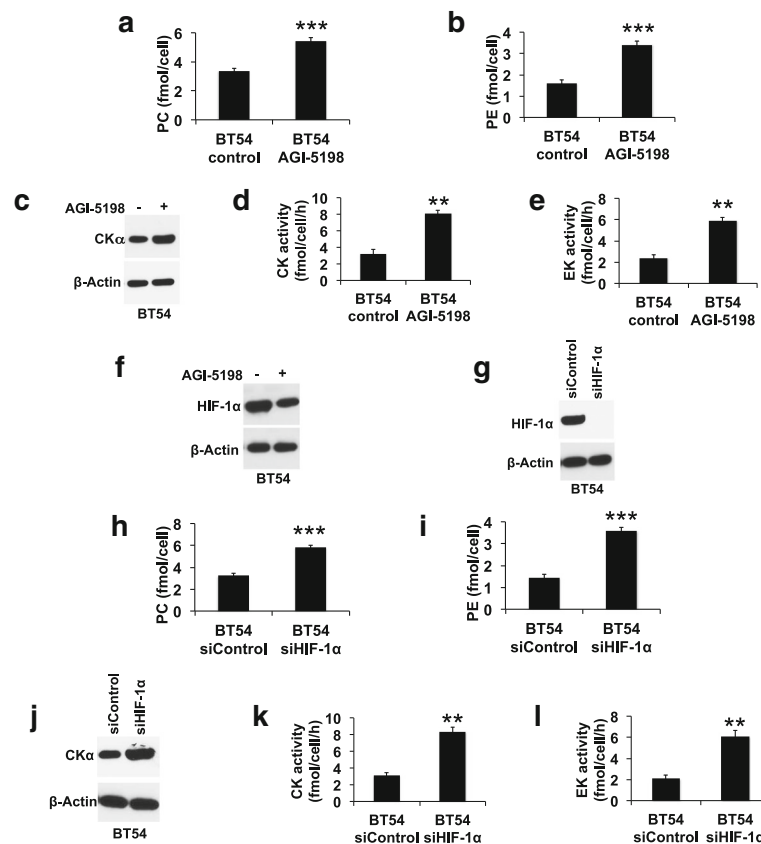 a
PC (fmol/cell)
6
4
2
0
***
BT54 BT54
control AGI-5198
b
PE (fmol/cell)
4
3
2
1
0
***
BT54 BT54
control AGI-5198
c
AGI-5198 - +
CKα
β-Actin
BT54
d
CK activity
(fmol/cell/h)
10
8
6
4
2
0
**
BT54 BT54
control AGI-5198
e
EK activity
(fmol/cell/h)
8
6
4
2
0
**
BT54 BT54
control AGI-5198
f
AGI-5198 - +
HIF-1α
β-Actin
BT54
g
siControl
siHIF-1α
HIF-1α
β-Actin
BT54
h
PC (fmol/cell)
8
6
4
2
0
***
BT54 BT54
siControl siHIF-1α
i
PE (fmol/cell)
4
3
2
1
0
***
BT54 BT54
siControl siHIF-1α
j
siControl
siHIF-1α
CKα
β-Actin
BT54
k
CK activity
(fmol/cell/h)
10
8
6
4
2
0
**
BT54 BT54
siControl siHIF-1α
l
EK activity
(fmol/cell/h)
8
6
4
2
0
**
BT54 BT54
siControl siHIF-1α